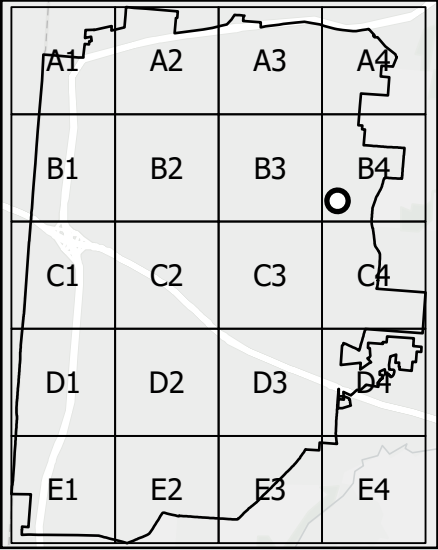 A1 A2 A3 A4
B1 B2 B3 B4
C1 C2 C3 C4
D1 D2 D3 D4
E1 E2 E3 E4